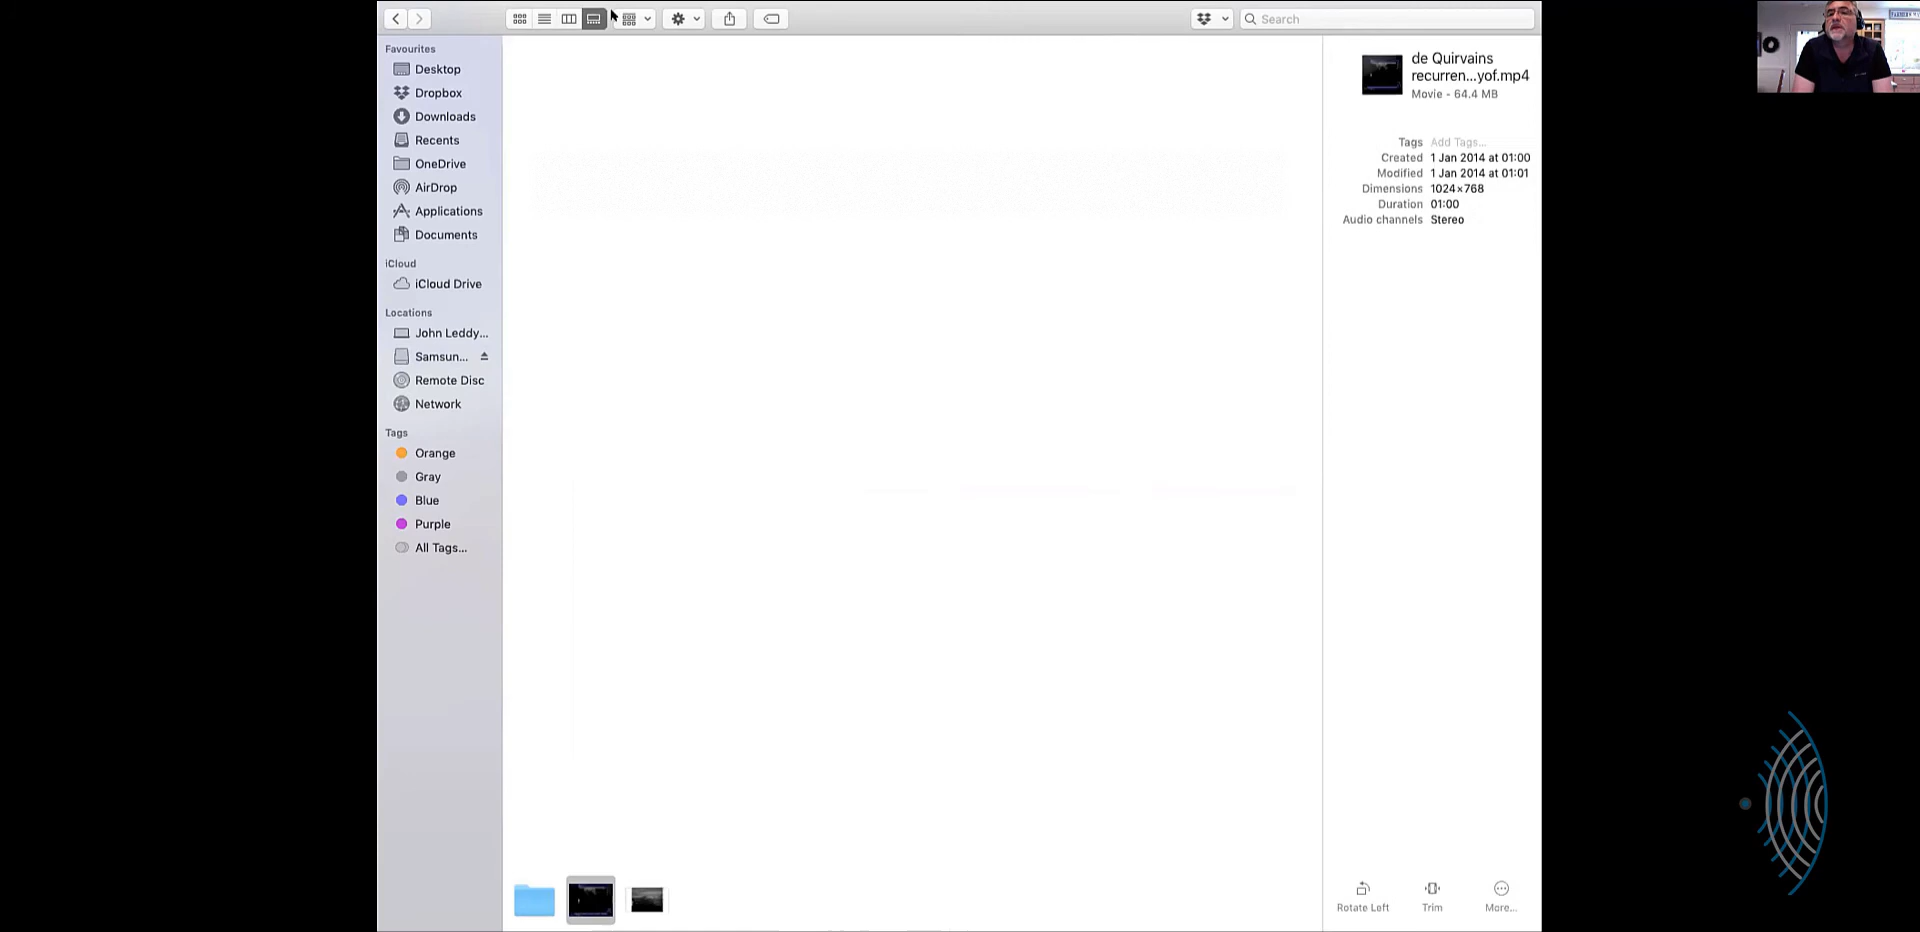 Search
Favourites
Desktop
Dropbox
Downloads
Recents
OneDrive
AirDrop
Applications
Documents
iCloud
iCloud Drive
Locations
John Leddy...
Samsun...
Remote Disc
Network
Tags
Orange
Gray
Blue
Purple
All Tags...
de Quirvains
recurren...yof.mp4
Movie - 64.4 MB
Tags Add Tags...
Created 1 Jan 2014 at 01:00
Modified 1 Jan 2014 at 01:01
Dimensions 1024×768
Duration 01:00
Audio channels Stereo
Rotate Left
Trim
More...